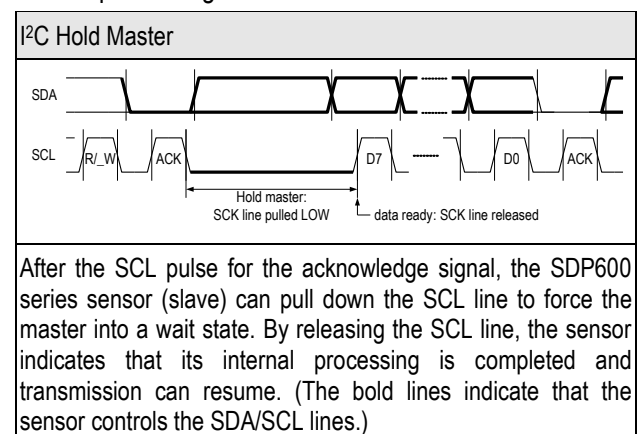 I²C Hold Master
SDA
SCL
R/_W
ACK
D7
D0
ACK
Hold master:
SCK line pulled LOW
data ready: SCK line released
After the SCL pulse for the acknowledge signal, the SDP600
series sensor (slave) can pull down the SCL line to force the
master into a wait state. By releasing the SCL line, the sensor
indicates that its internal processing is completed and
transmission can resume. (The bold lines indicate that the
sensor controls the SDA/SCL lines.)